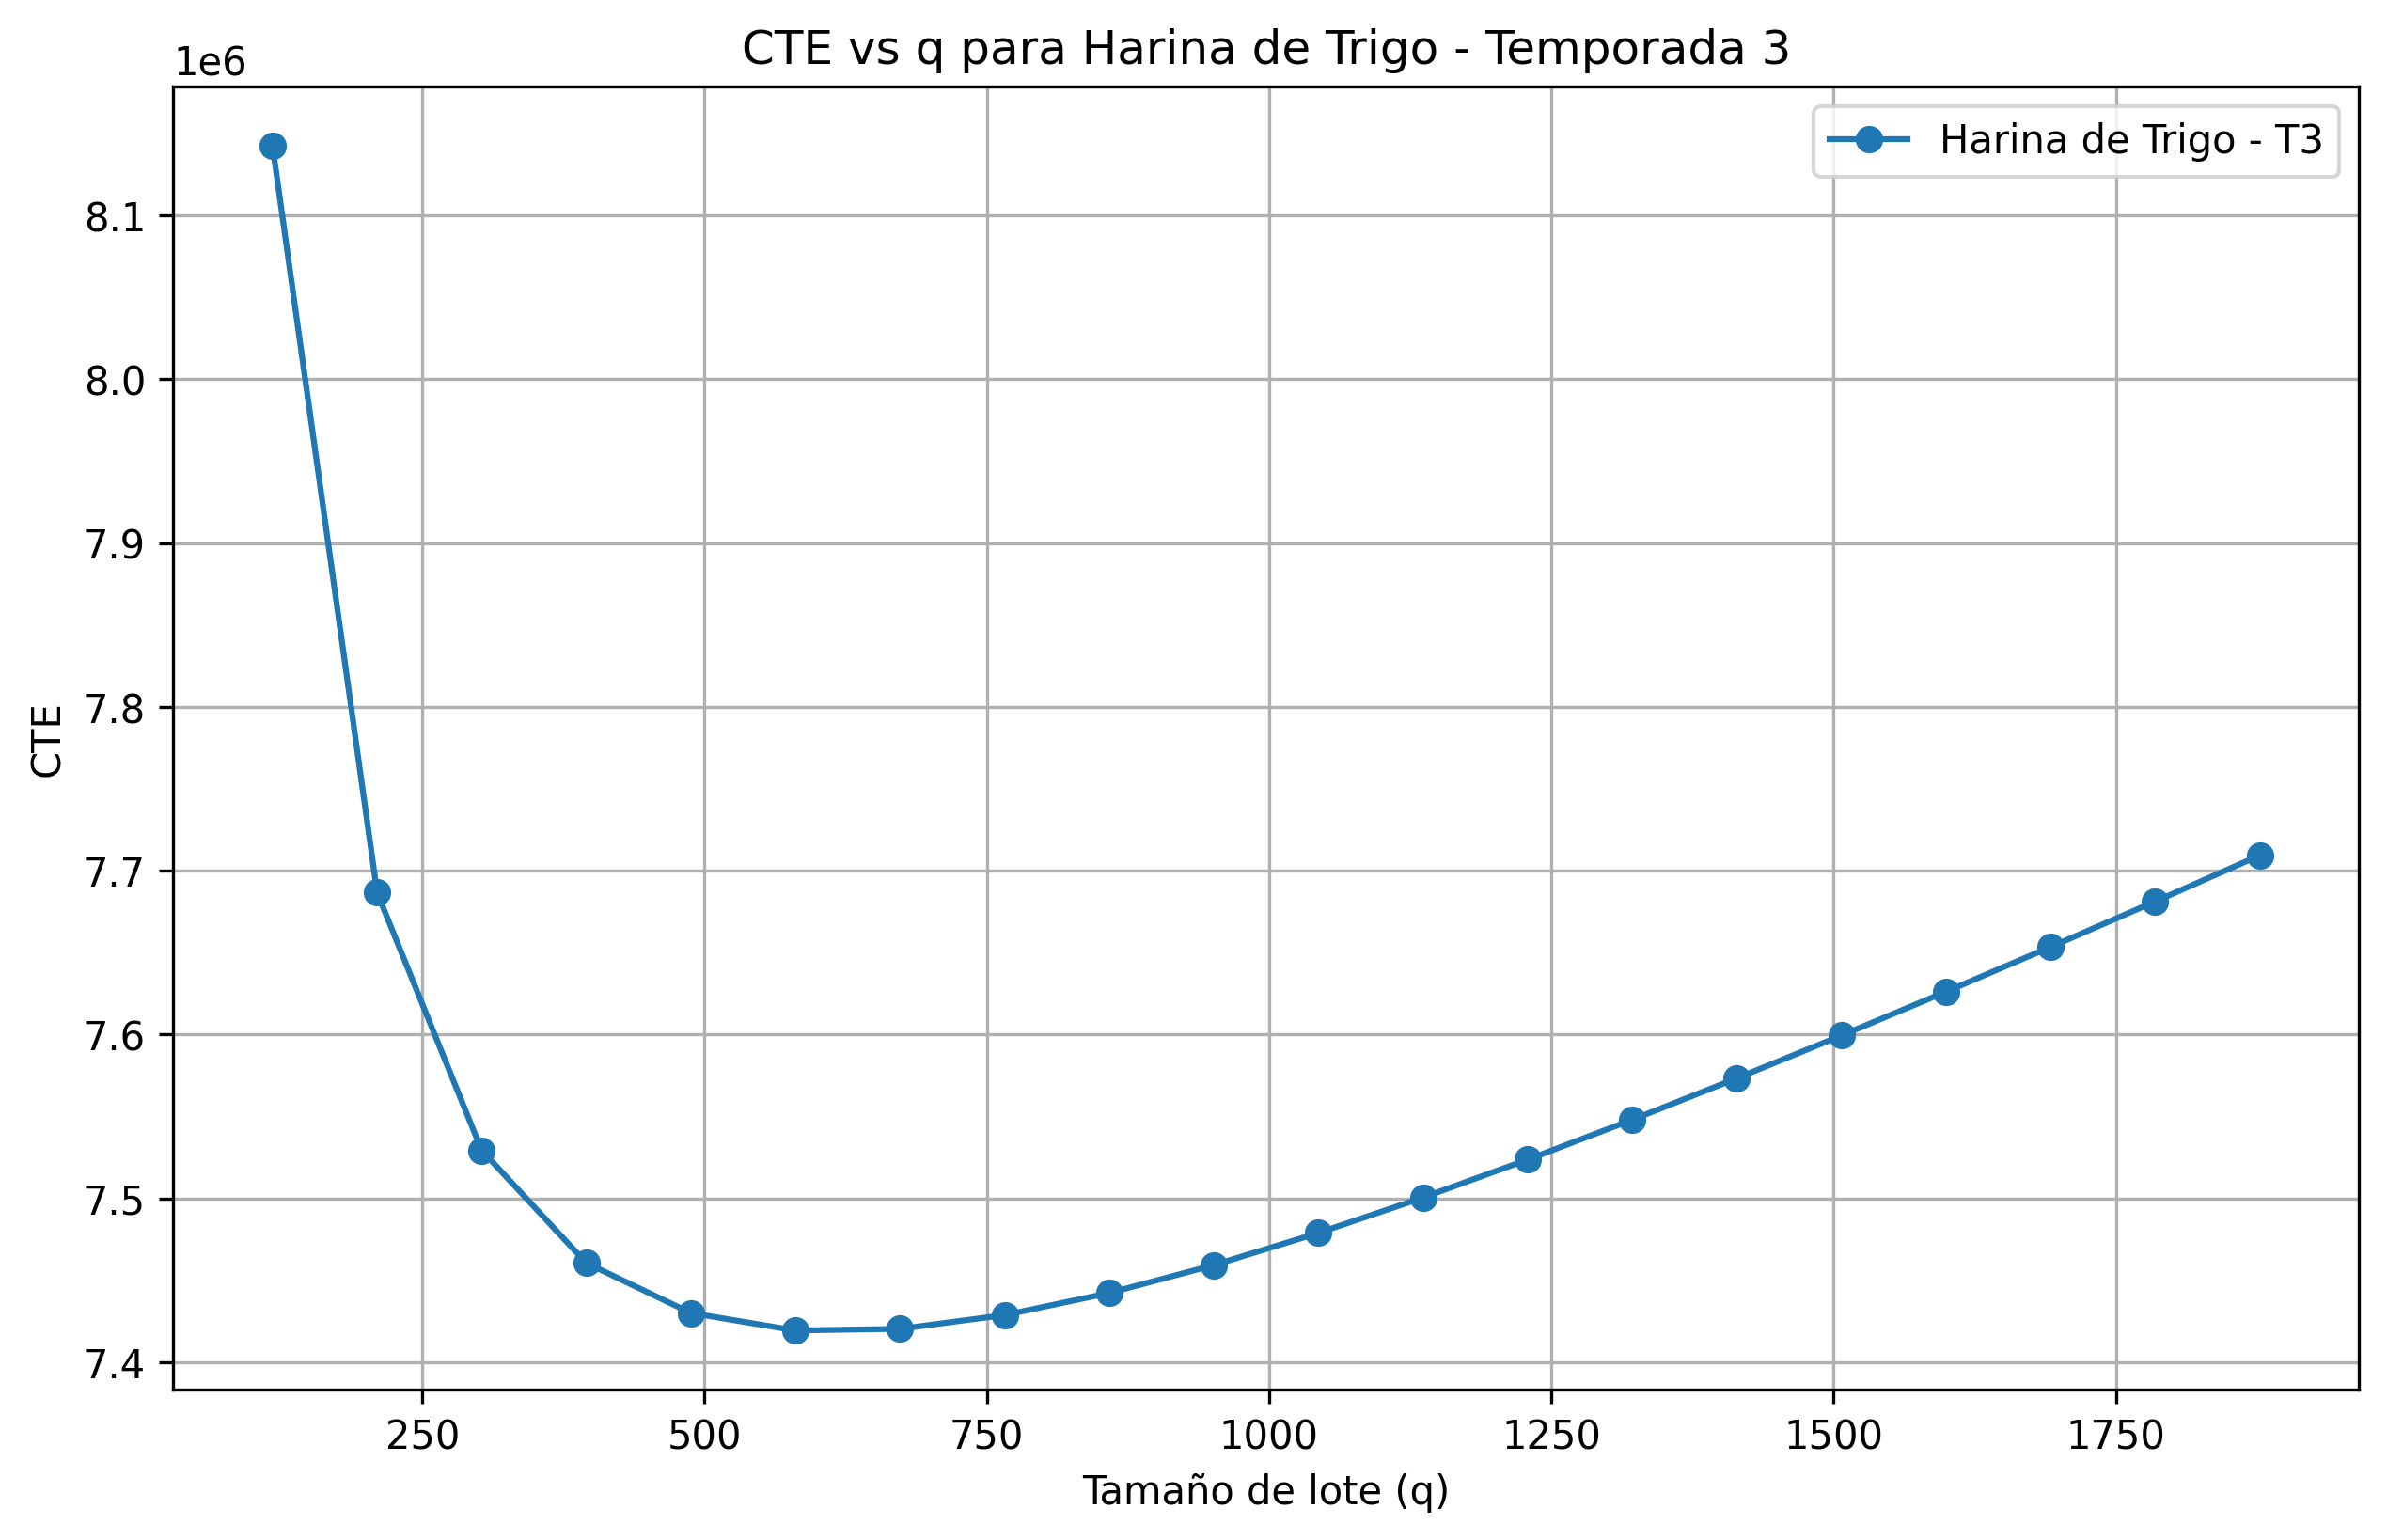 CTE vs q para Harina de Trigo - Temporada 3
1e6
Harina de Trigo - T3
8.1
8.0
7.9
7.8
7.7
7.6
7.5
7.4
CTE
250 500 750 1000 1250 1500 1750
Tamaño de lote (q)